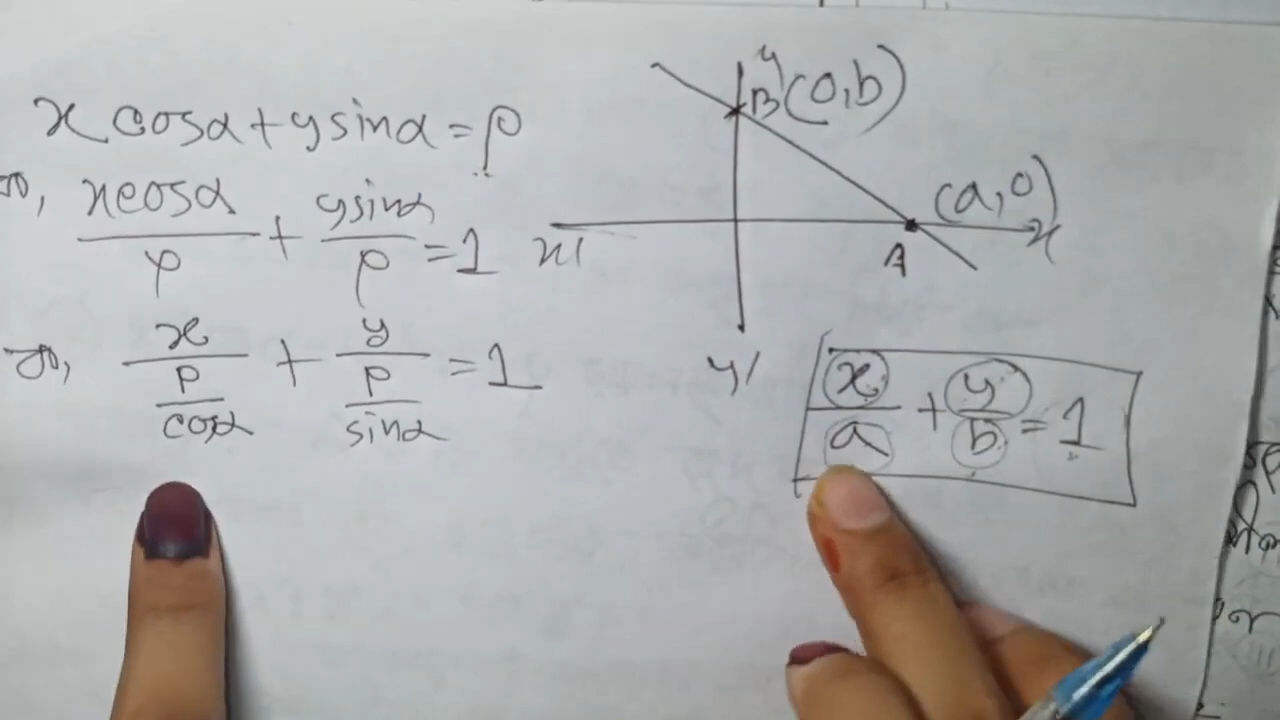 x cosα + y sinα = p
বা, xcosα/p + ysinα/p = 1
বা, x/(p/cosα) + y/(p/sinα) = 1
y
B(0,b)
(a,0)
x′
x
A
y′
x/a + y/b = 1